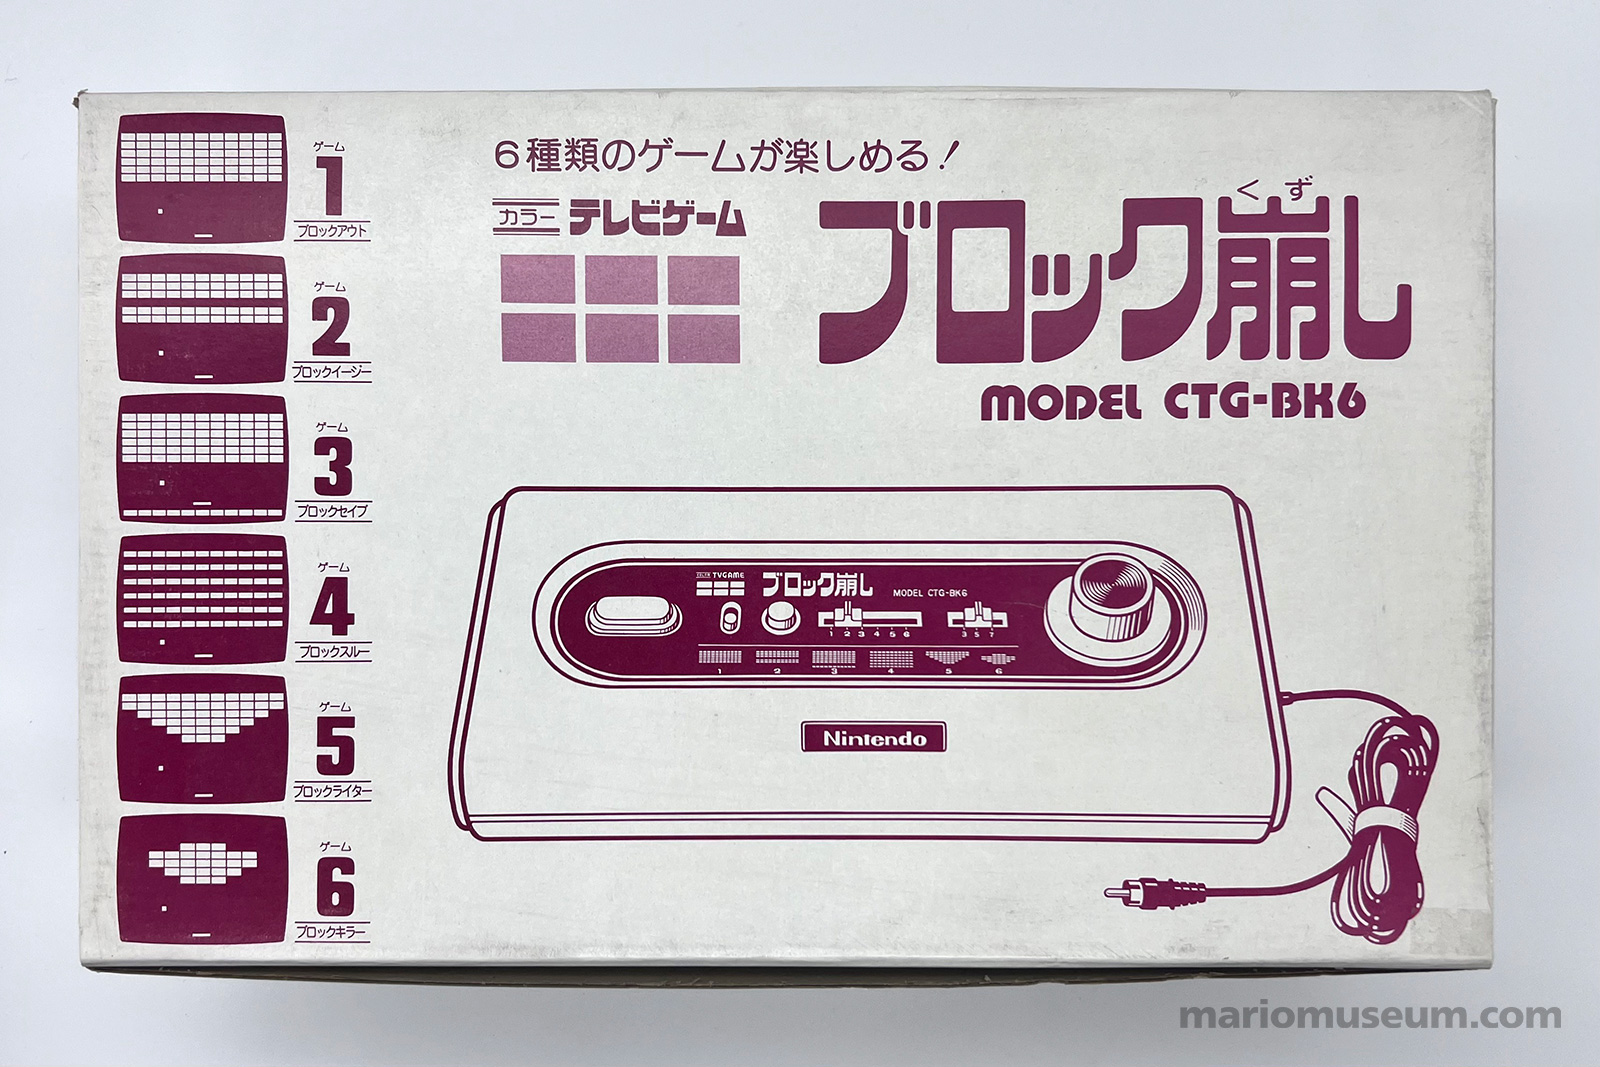 ゲーム
1
ブロックアウト
ゲーム
2
ブロックイージー
ゲーム
3
ブロックセイブ
ゲーム
4
ブロックスルー
ゲーム
5
ブロックライター
ゲーム
6
ブロックキラー
6種類のゲームが楽しめる!
カラー テレビゲーム
くず
ブロック崩し
MODEL CTG-BK6
TVGAME ブロック崩し MODEL CTG-BK6
1 2 3 4 5 6 3 5 7
1 2 3 4 5 6
Nintendo
mariomuseum.com